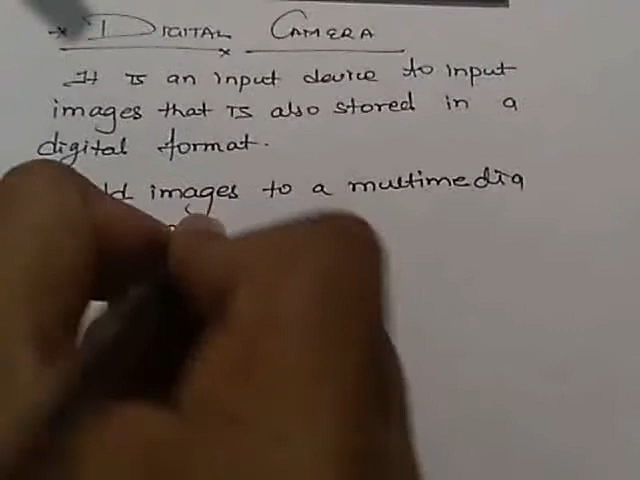 * DIGITAL CAMERA
It is an input device to input
images that is also stored in a
digital format.
images to a multimedia